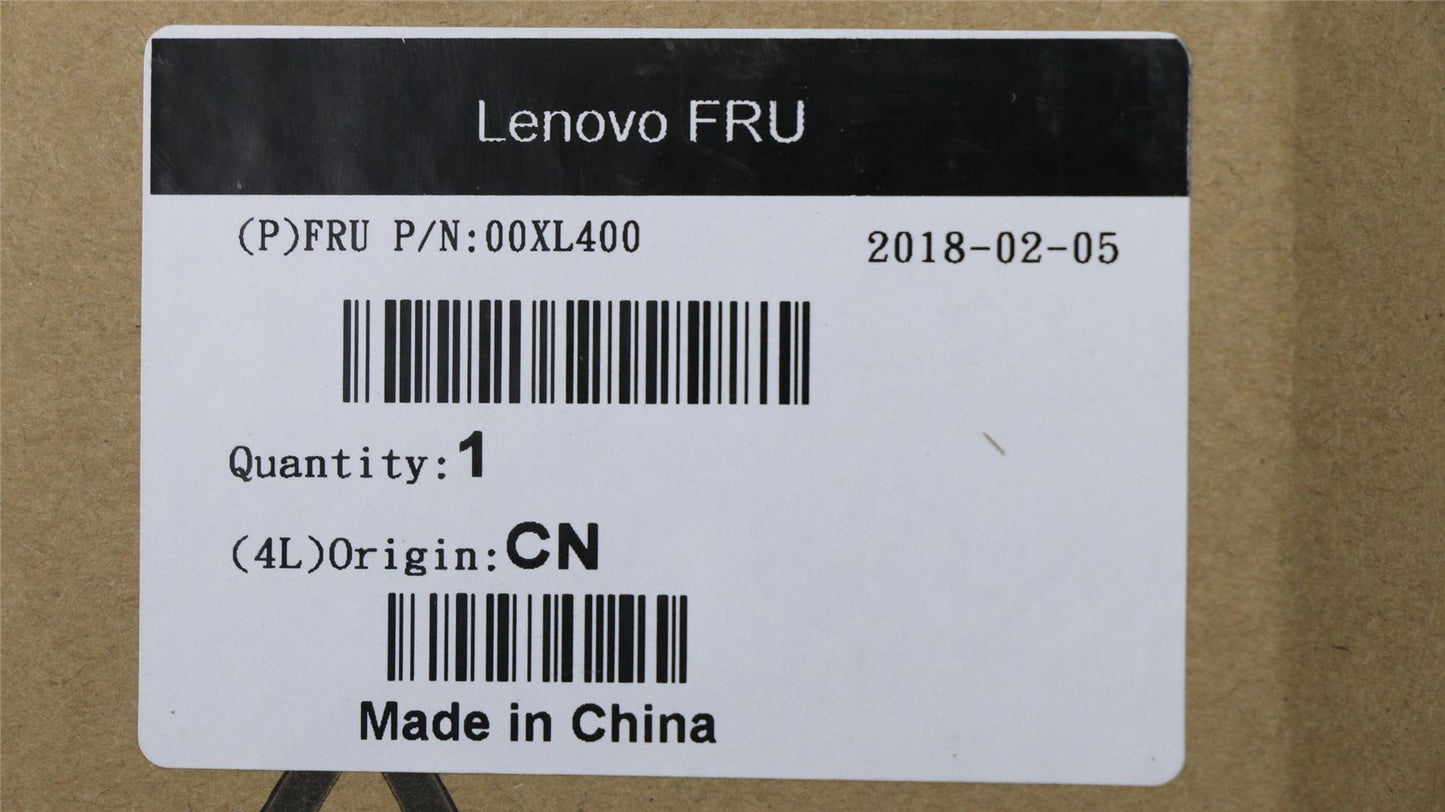 Lenovo FRU
(P)FRU P/N:00XL400
2018-02-05
Quantity:1
(4L)Origin:CN
Made in China